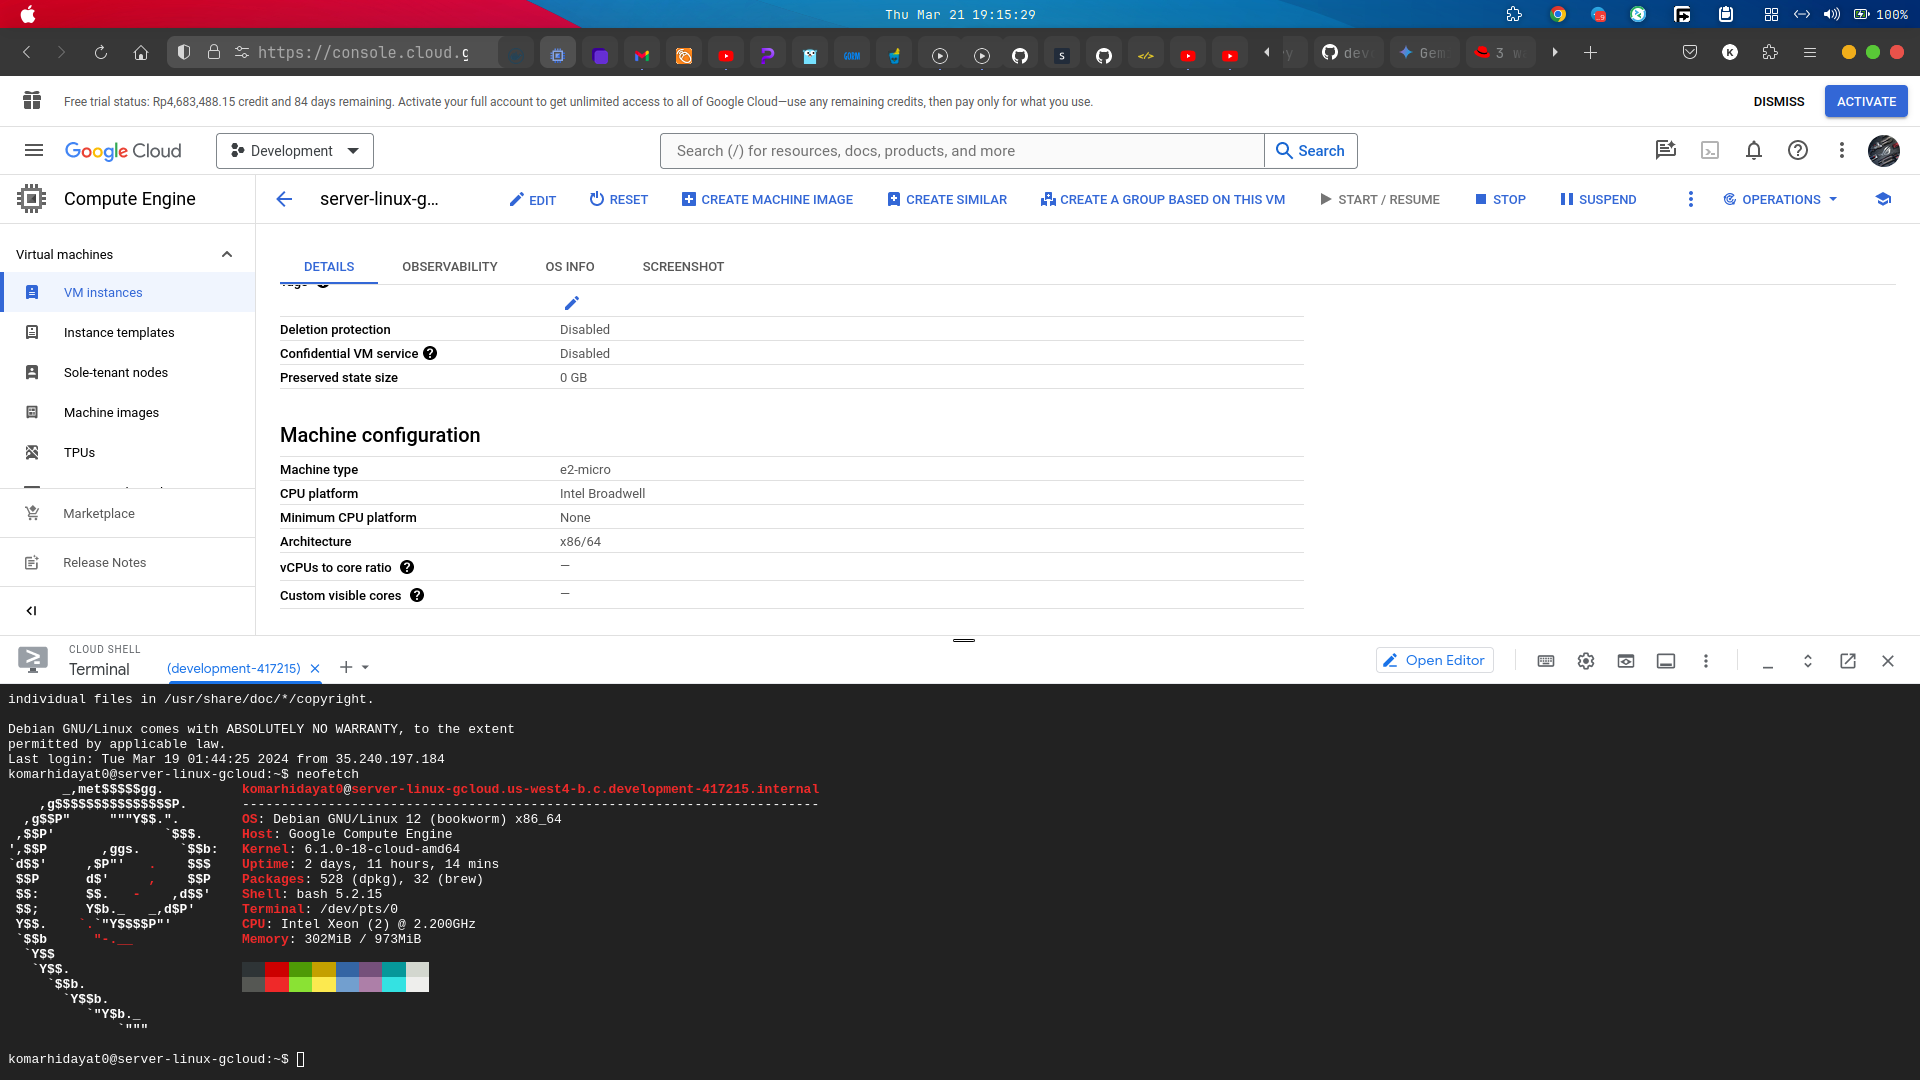 Thu Mar 21 19:15:29
100%
https://console.cloud.g
GORM
S
</>
dev
Gem
3 w
K
Free trial status: Rp4,683,488.15 credit and 84 days remaining. Activate your full account to get unlimited access to all of Google Cloud—use any remaining credits, then pay only for what you use.
DISMISS
ACTIVATE
Google Cloud
Development
Search (/) for resources, docs, products, and more
Search
Compute Engine
server-linux-g...
EDIT
RESET
CREATE MACHINE IMAGE
CREATE SIMILAR
CREATE A GROUP BASED ON THIS VM
START / RESUME
STOP
SUSPEND
OPERATIONS
Virtual machines
VM instances
Instance templates
Sole-tenant nodes
Machine images
TPUs
Marketplace
Release Notes
DETAILS
OBSERVABILITY
OS INFO
SCREENSHOT
Deletion protection Disabled
Confidential VM service Disabled
Preserved state size 0 GB
Machine configuration
Machine type e2-micro
CPU platform Intel Broadwell
Minimum CPU platform None
Architecture x86/64
vCPUs to core ratio —
Custom visible cores —
CLOUD SHELL
Terminal
(development-417215)
Open Editor
individual files in /usr/share/doc/*/copyright.
Debian GNU/Linux comes with ABSOLUTELY NO WARRANTY, to the extent
permitted by applicable law.
Last login: Tue Mar 19 01:44:25 2024 from 35.240.197.184
komarhidayat0@server-linux-gcloud:~$ neofetch
_,met$$$$$gg. komarhidayat0@server-linux-gcloud.us-west4-b.c.development-417215.internal
,g$$$$$$$$$$$$$$$P. --------------------------------------------------------------------------
,g$$P"     """Y$$.". OS: Debian GNU/Linux 12 (bookworm) x86_64
,$$P'              `$$$. Host: Google Compute Engine
',$$P       ,ggs.     `$$b: Kernel: 6.1.0-18-cloud-amd64
`d$$'     ,$P"'   .    $$$ Uptime: 2 days, 11 hours, 14 mins
$$P      d$'     ,    $$P Packages: 528 (dpkg), 32 (brew)
$$:      $$.   -    ,d$$' Shell: bash 5.2.15
$$;      Y$b._   _,d$P' Terminal: /dev/pts/0
Y$$.    `.`"Y$$$$P"' CPU: Intel Xeon (2) @ 2.200GHz
`$$b      "-.__ Memory: 302MiB / 973MiB
`Y$$
`Y$$.
`$$b.
`Y$$b.
`"Y$b._
`"""
komarhidayat0@server-linux-gcloud:~$